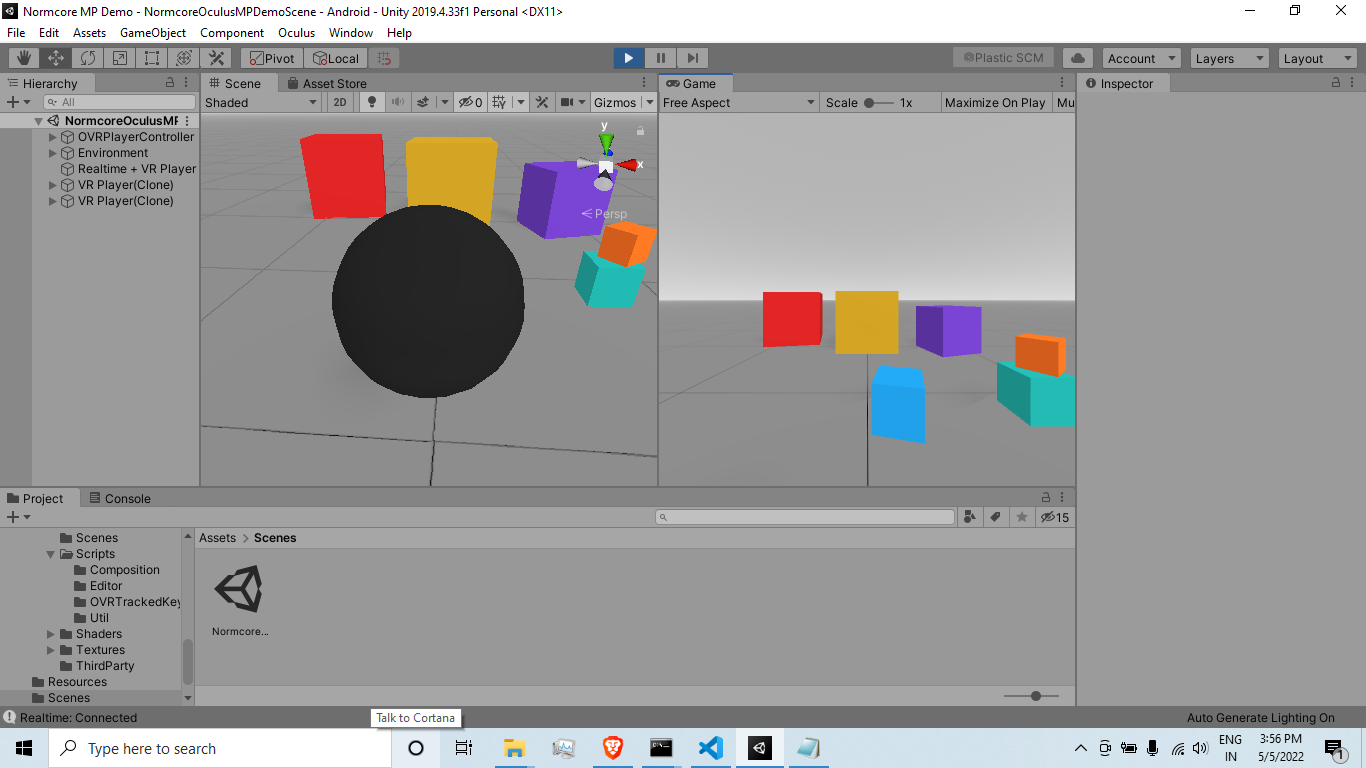 Normcore MP Demo - NormcoreOculusMPDemoScene - Android - Unity 2019.4.33f1 Personal <DX11>
File Edit Assets GameObject Component Oculus Window Help
Pivot Local Plastic SCM Account Layers Layout
Hierarchy Scene Asset Store Game Inspector
All Shaded 2D 0 Gizmos Free Aspect Scale 1x Maximize On Play Mu
NormcoreOculusMP
OVRPlayerController
Environment
Realtime + VR Player
VR Player(Clone)
VR Player(Clone)
y
x
Persp
Project Console
15
Scenes
Scripts
Composition
Editor
OVRTrackedKey
Util
Shaders
Textures
ThirdParty
Resources
Scenes
Assets > Scenes
Normcore...
Realtime: Connected
Talk to Cortana
Auto Generate Lighting On
Type here to search
ENG
IN
3:56 PM
5/5/2022
1